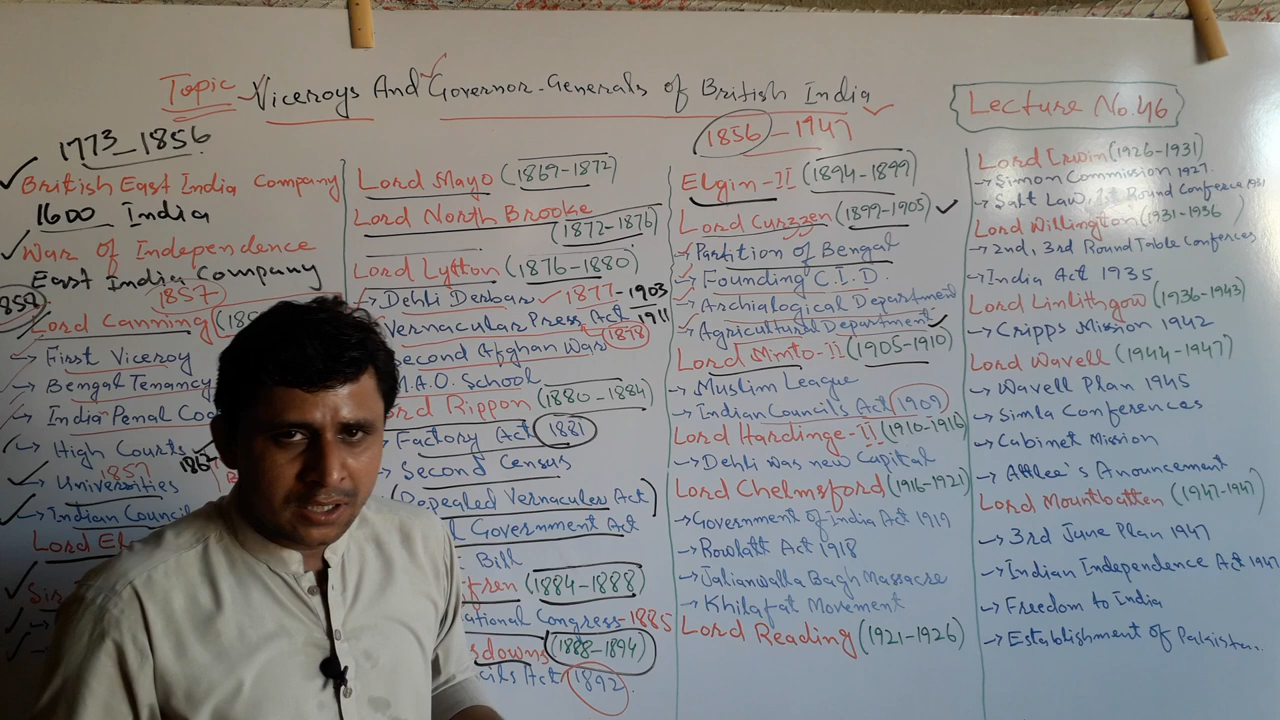 Topic Viceroys And Governor-Generals of British India
Lecture No.46
1773-1856
British East India Company
1600 India
War Of Independence
East India Company
1857
1858
Lord Canning
→ First Viceroy
→ Bengal Tenancy
→ India Penal
→ High Courts
1857
→ Universities
→ Indian Council
Lord
Sir
Lord Mayo (1869-1872)
Lord North Brooke
(1872-1876)
Lord Lytton (1876-1880)
→ Dehli Desbar 1877-1903
1911
Vernacular Press Act
1878
Second Afghan War
M.A.O. School
Rippon (1880-1884)
→ Factory Act 1881
→ Second Census
(Repealed Vernacular Act)
Government Act
Bill
(1884-1888)
Congress-1885
(1888-1894)
Act 1892
1856-1947
Elgin-II (1894-1899)
Lord Curzzen (1899-1905)
→ Partition of Bengal
→ Founding C.I.D.
→ Archialogical Department
→ Agricultural Department
Lord Minto-II (1905-1910)
→ Muslim League
→ Indian Councils Act 1909
Lord Hardinge-II (1910-1916)
→ Dehli was new Capital
Lord Chelmsford (1916-1921)
→ Government of India Act 1919
→ Rowlatt Act 1918
→ Jalianwalla Bagh Massacre
→ Khilafat Movement
Lord Reading (1921-1926)
Lord Irwin (1926-1931)
→ Simon Commission 1927
→ Salt Law, 1st Round Conference 1931
Lord Willington (1931-1936)
→ 2nd, 3rd Round Table Confereces
→ India Act 1935
Lord Linlithgow (1936-1943)
→ Cripps Mission 1942
Lord Wavell (1944-1947)
→ Wavell Plan 1945
→ Simla Conferences
→ Cabinet Mission
→ Attlee's Anouncement
Lord Mountbatten (1947-1947)
→ 3rd June Plan 1947
→ Indian Independence Act 1947
→ Freedom to India
→ Establishment of Pakistan..